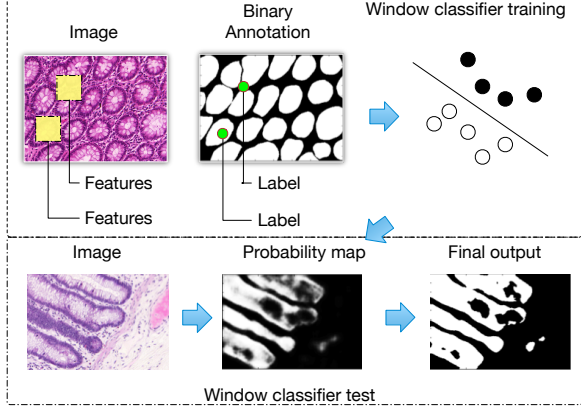 Image
Binary
Annotation
Window classifier training
Features
Features
Label
Label
Image
Probability map
Final output
Window classifier test